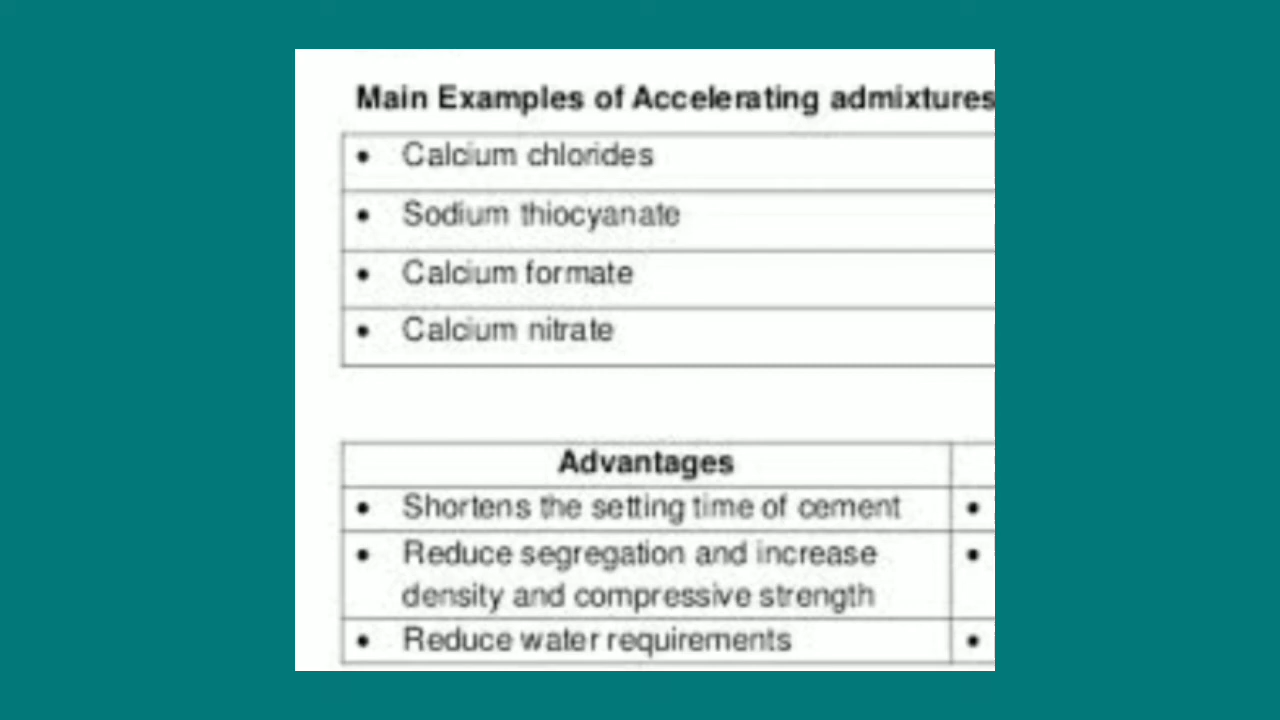 Main Examples of Accelerating admixtures
• Calcium chlorides
• Sodium thiocyanate
• Calcium formate
• Calcium nitrate
Advantages
• Shortens the setting time of cement
• Reduce segregation and increase
density and compressive strength
• Reduce water requirements